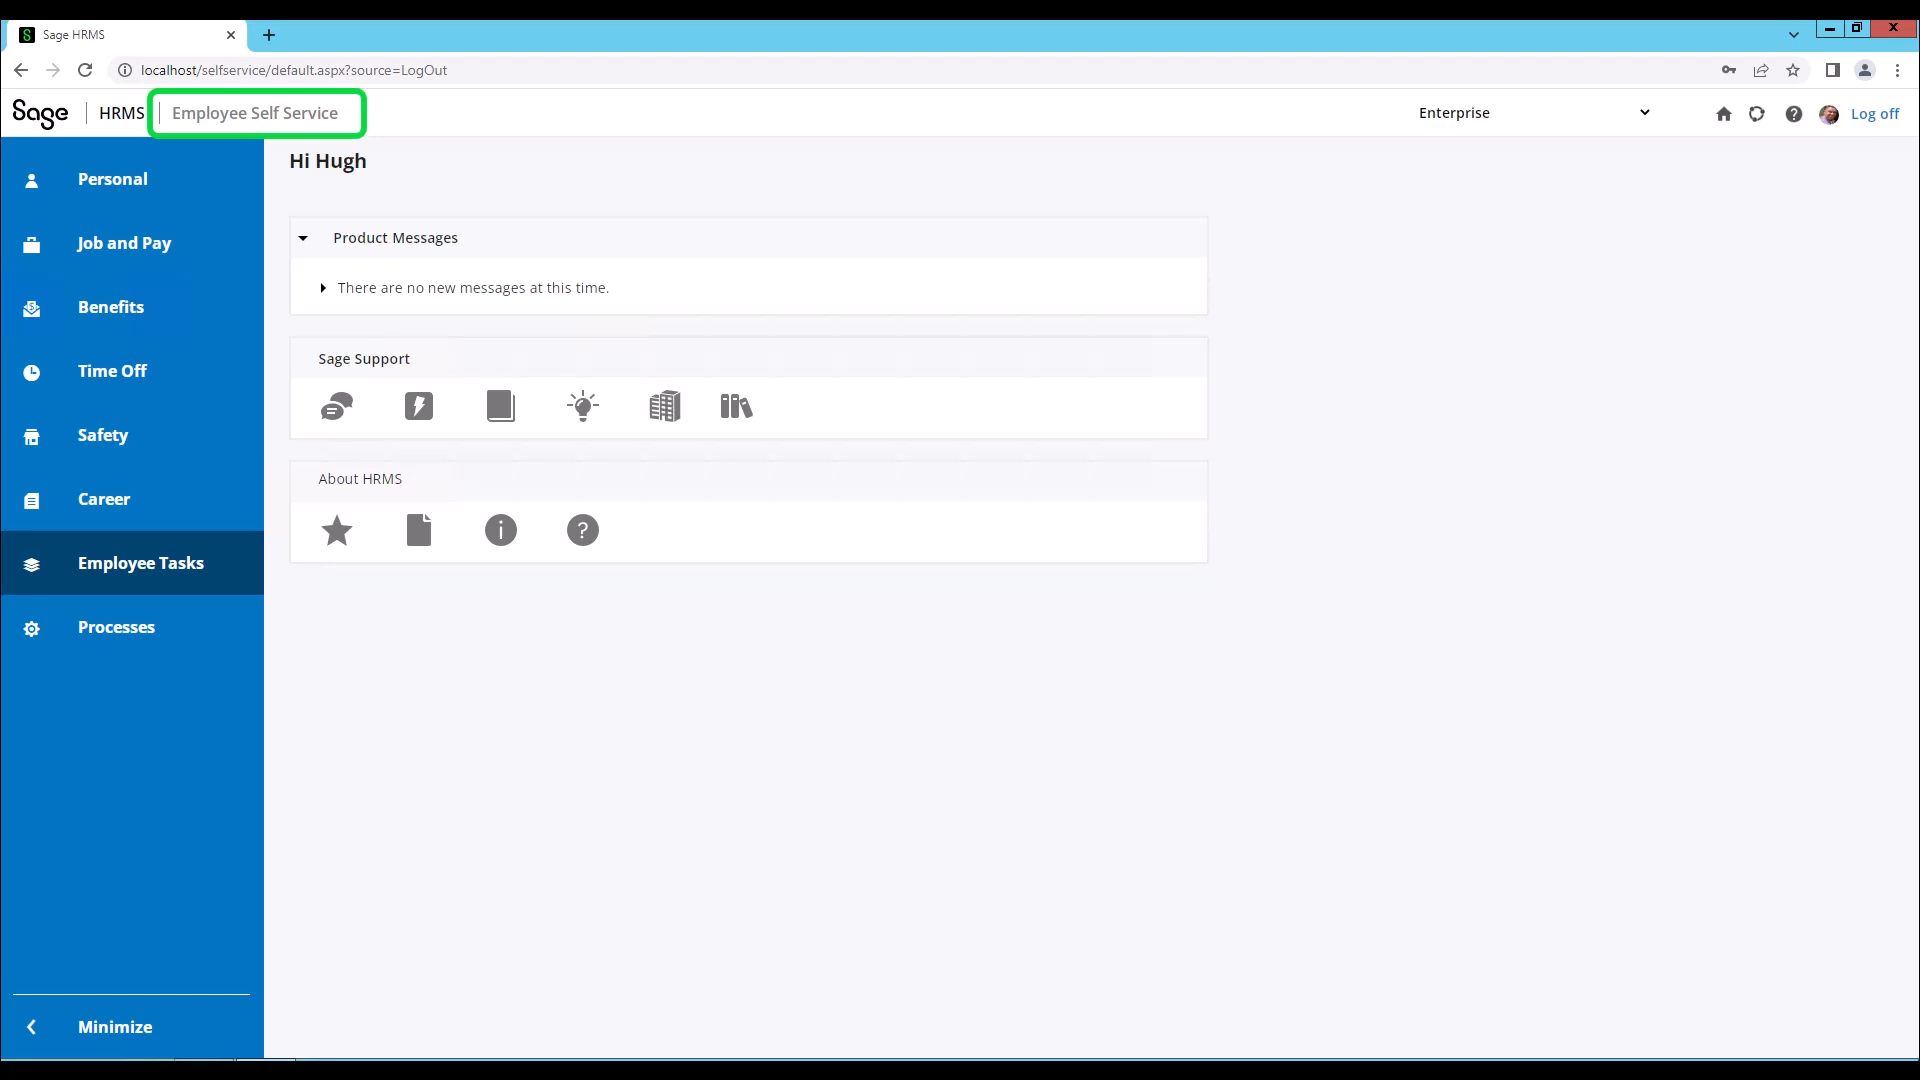 Sage HRMS
localhost/selfservice/default.aspx?source=LogOut
Sage HRMS Employee Self Service Enterprise Log off
Hi Hugh
Personal
Job and Pay
Benefits
Time Off
Safety
Career
Employee Tasks
Processes
Minimize
Product Messages
There are no new messages at this time.
Sage Support
About HRMS